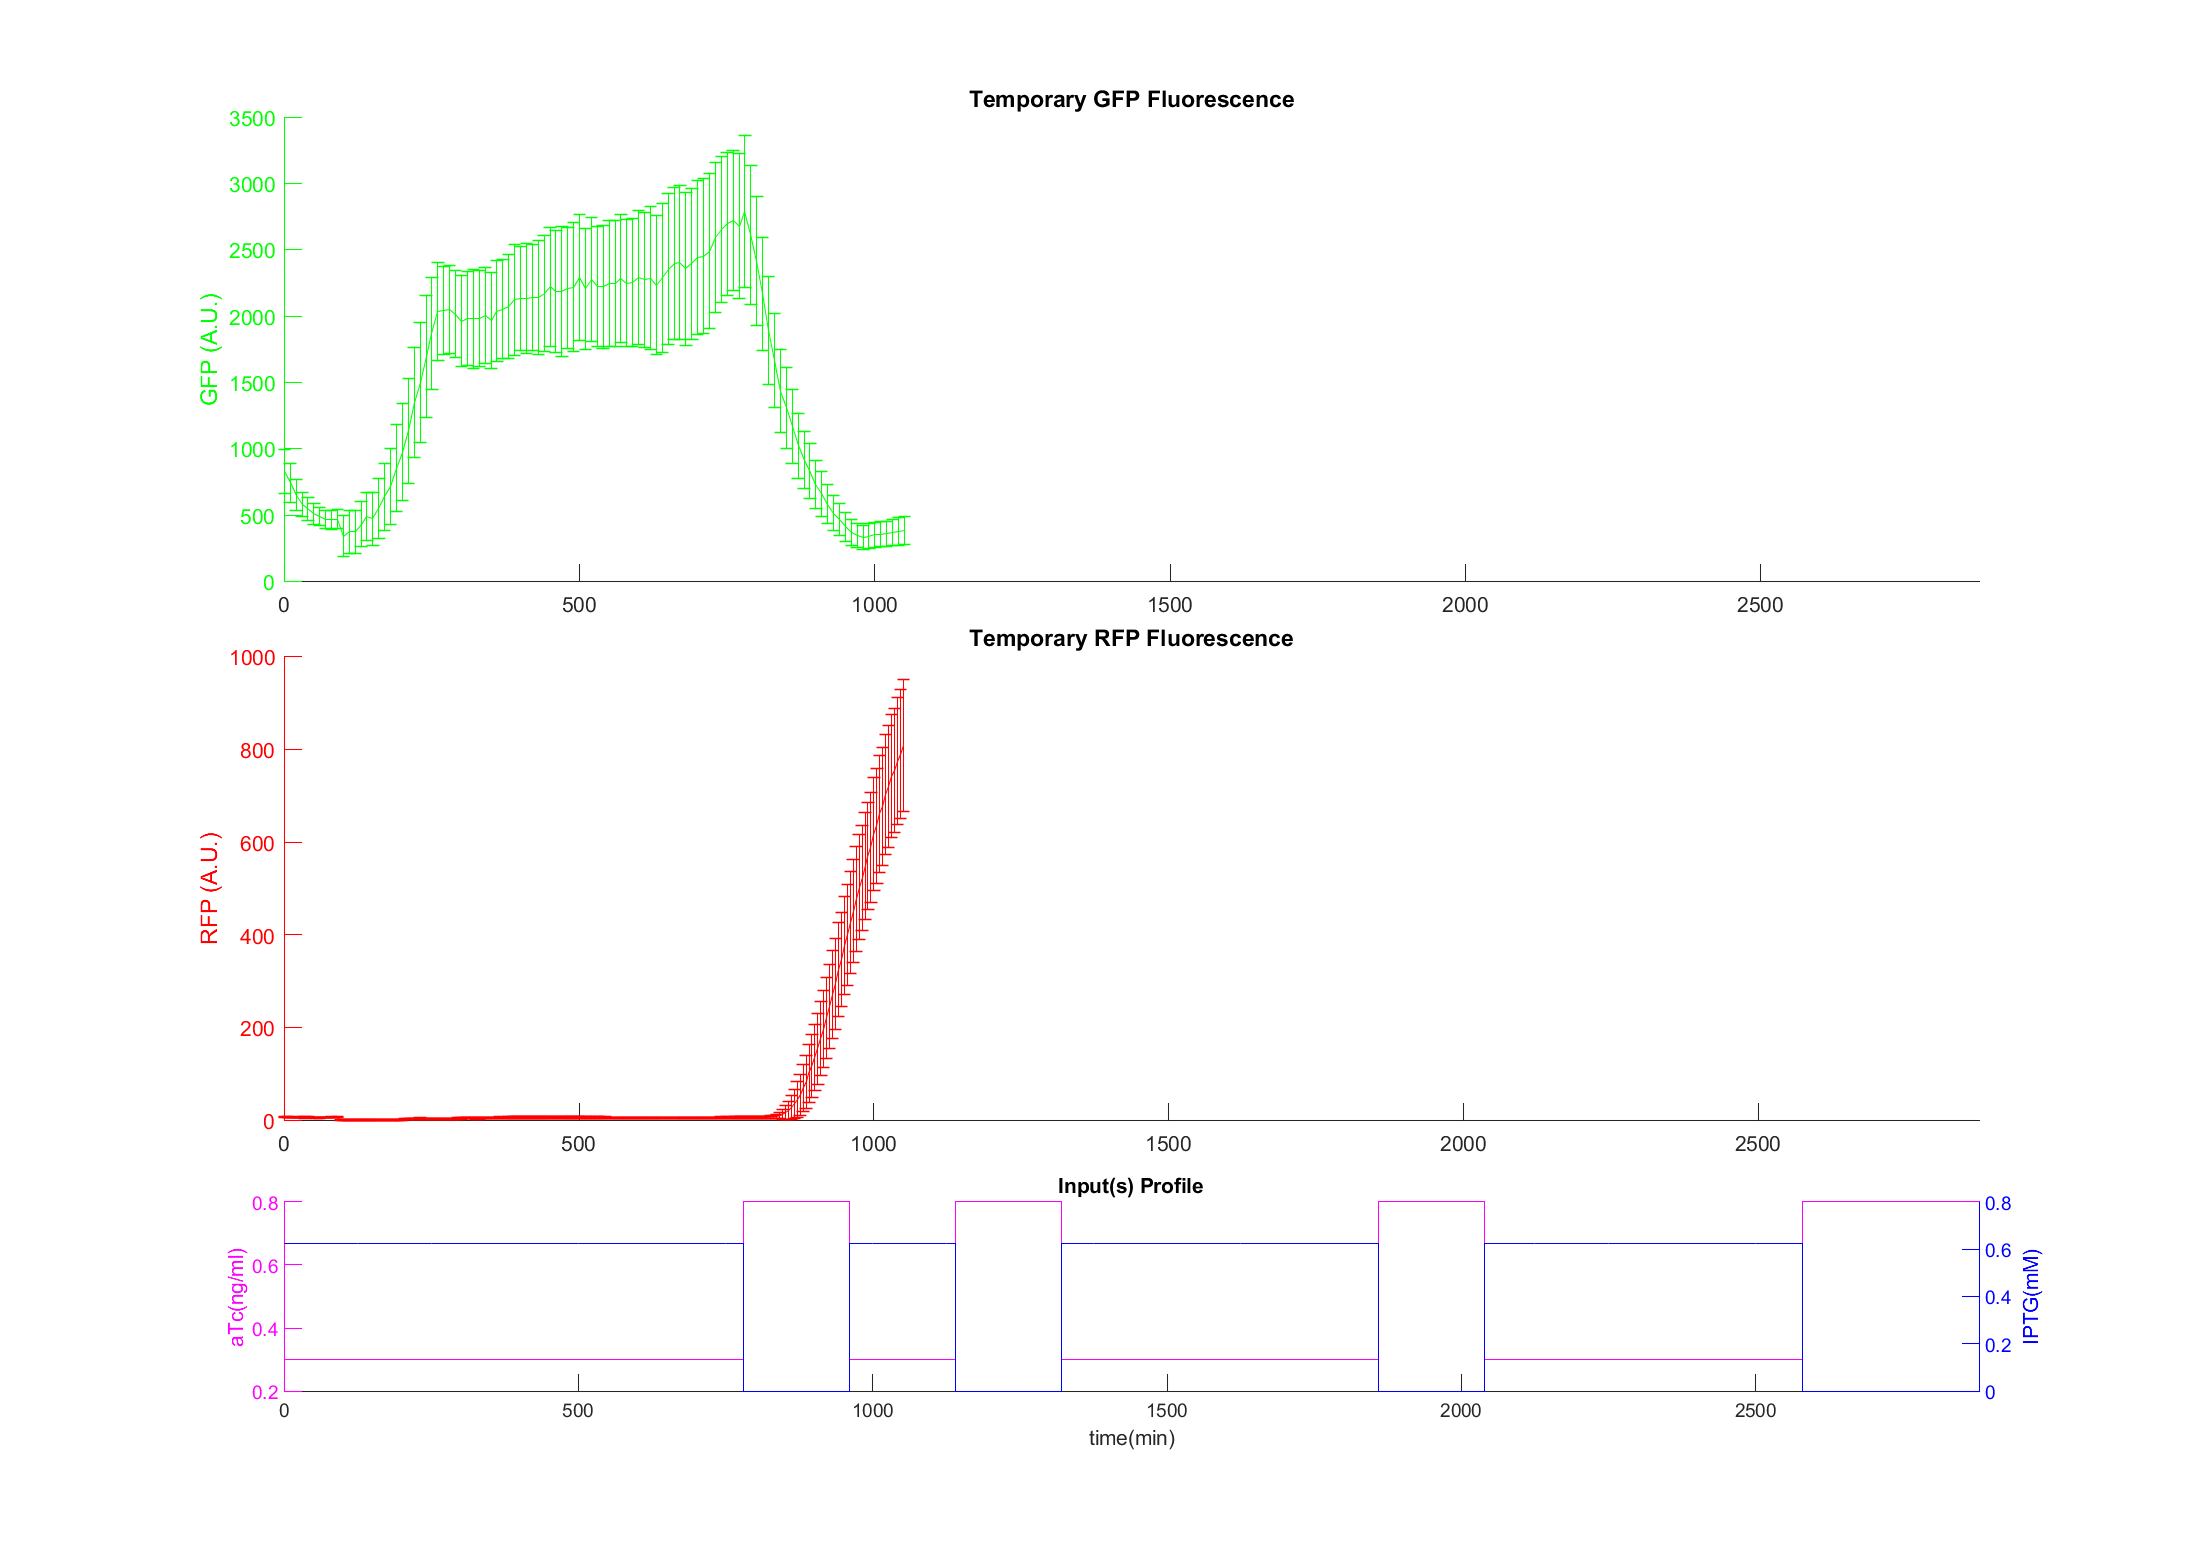 Temporary GFP Fluorescence
GFP (A.U.)
3500
3000
2500
2000
1500
1000
500
0
0 500 1000 1500 2000 2500
Temporary RFP Fluorescence
RFP (A.U.)
1000
800
600
400
200
0
0 500 1000 1500 2000 2500
Input(s) Profile
aTc(ng/ml)
0.8
0.6
0.4
0.2
0.8
0.6
0.4
0.2
0
IPTG(mM)
0 500 1000 1500 2000 2500
time(min)